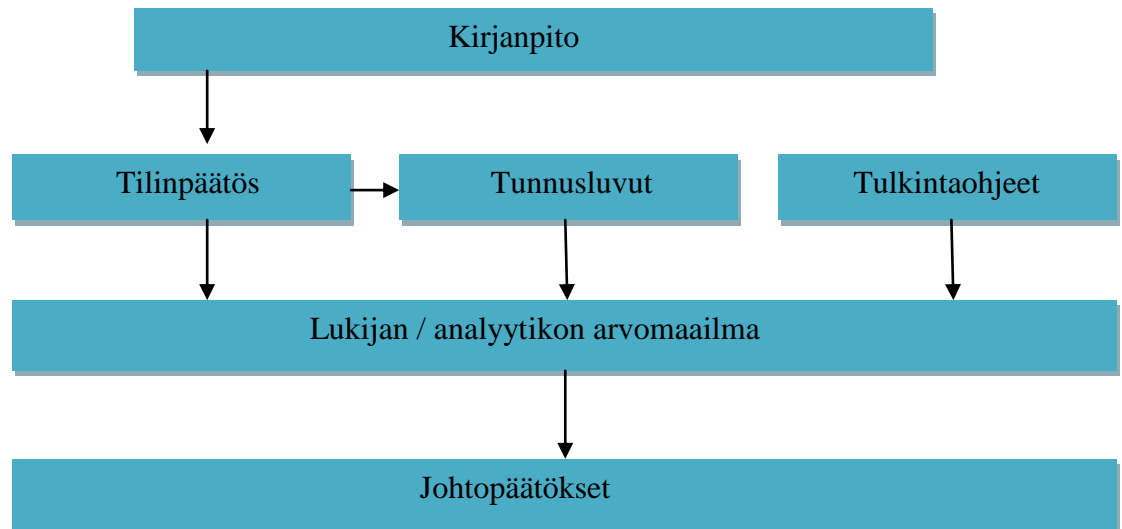 Kirjanpito
Tilinpäätös
Tunnusluvut
Tulkintaohjeet
Lukijan / analyytikon arvomaailma
Johtopäätökset